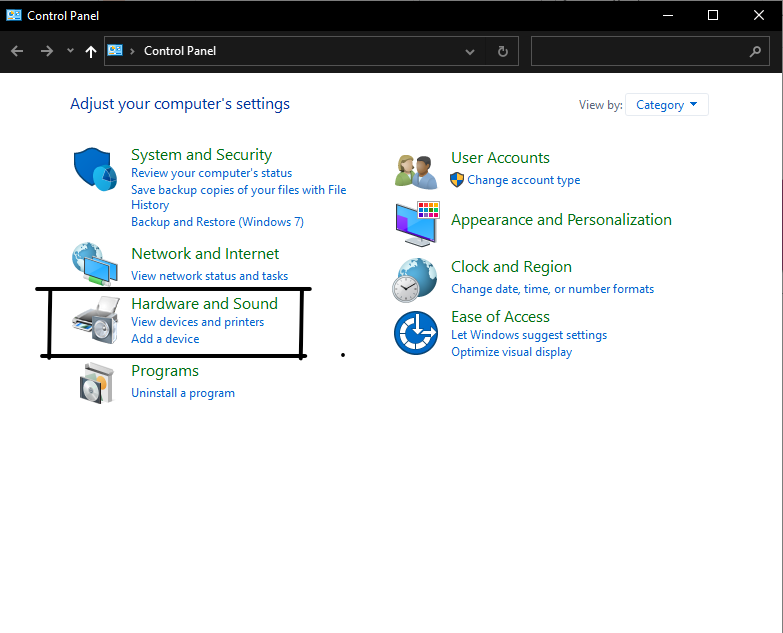 Control Panel
Control Panel
Adjust your computer's settings
View by: Category
System and Security
Review your computer's status
Save backup copies of your files with File
History
Backup and Restore (Windows 7)
Network and Internet
View network status and tasks
Hardware and Sound
View devices and printers
Add a device
Programs
Uninstall a program
User Accounts
Change account type
Appearance and Personalization
Clock and Region
Change date, time, or number formats
Ease of Access
Let Windows suggest settings
Optimize visual display